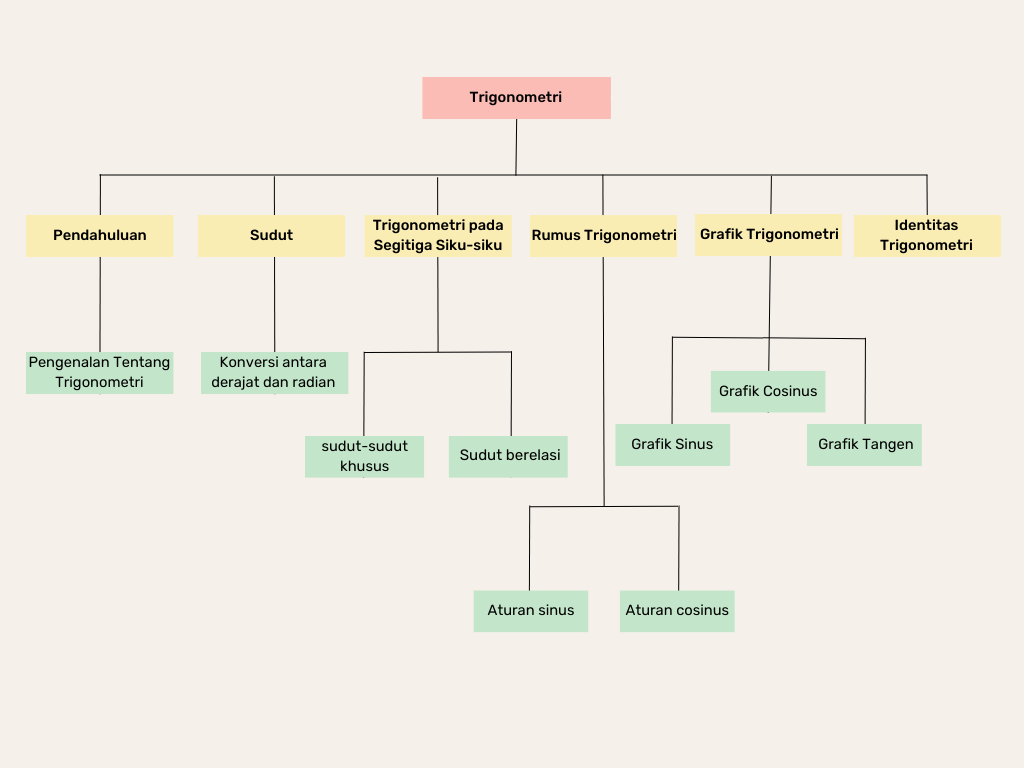 Trigonometri
Pendahuluan
Sudut
Trigonometri pada
Segitiga Siku-siku
Rumus Trigonometri
Grafik Trigonometri
Identitas
Trigonometri
Pengenalan Tentang
Trigonometri
Konversi antara
derajat dan radian
sudut-sudut
khusus
Sudut berelasi
Grafik Cosinus
Grafik Sinus
Grafik Tangen
Aturan sinus
Aturan cosinus